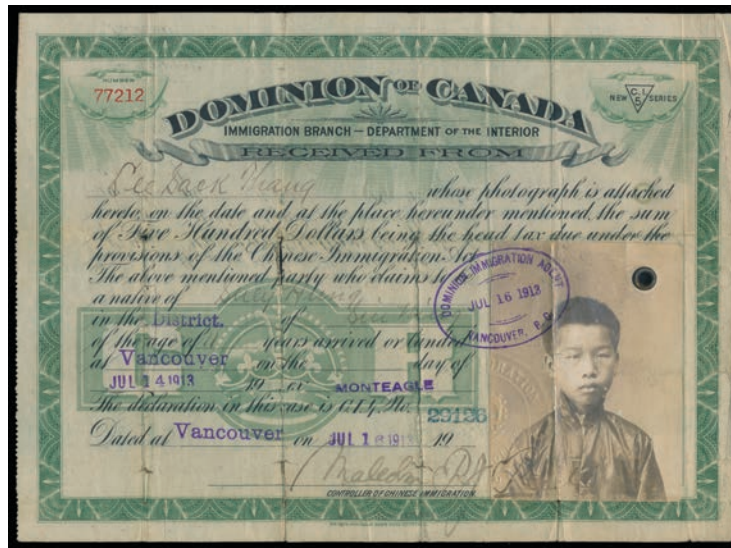 NUMBER
77212
DOMINION OF CANADA
NEW C.I. 5 SERIES
IMMIGRATION BRANCH — DEPARTMENT OF THE INTERIOR
RECEIVED FROM
Lee Sack whose photograph is attached
hereto, on the date and at the place hereunder mentioned, the sum
of Five Hundred Dollars being the head tax due under the
provisions of the Chinese Immigration Act.
The above mentioned party who claims to
a native of
in the District. of
of the age of years arrived or landed
at Vancouver on the day of
JUL 14 1913 19 ex MONTEAGLE
The declaration in this case is C.I.4. No. 29126
Dated at Vancouver on JUL 16 1913 19
CONTROLLER OF CHINESE IMMIGRATION.
DOMINION IMMIGRATION AGENT
JUL 16 1913
VANCOUVER, B.C.